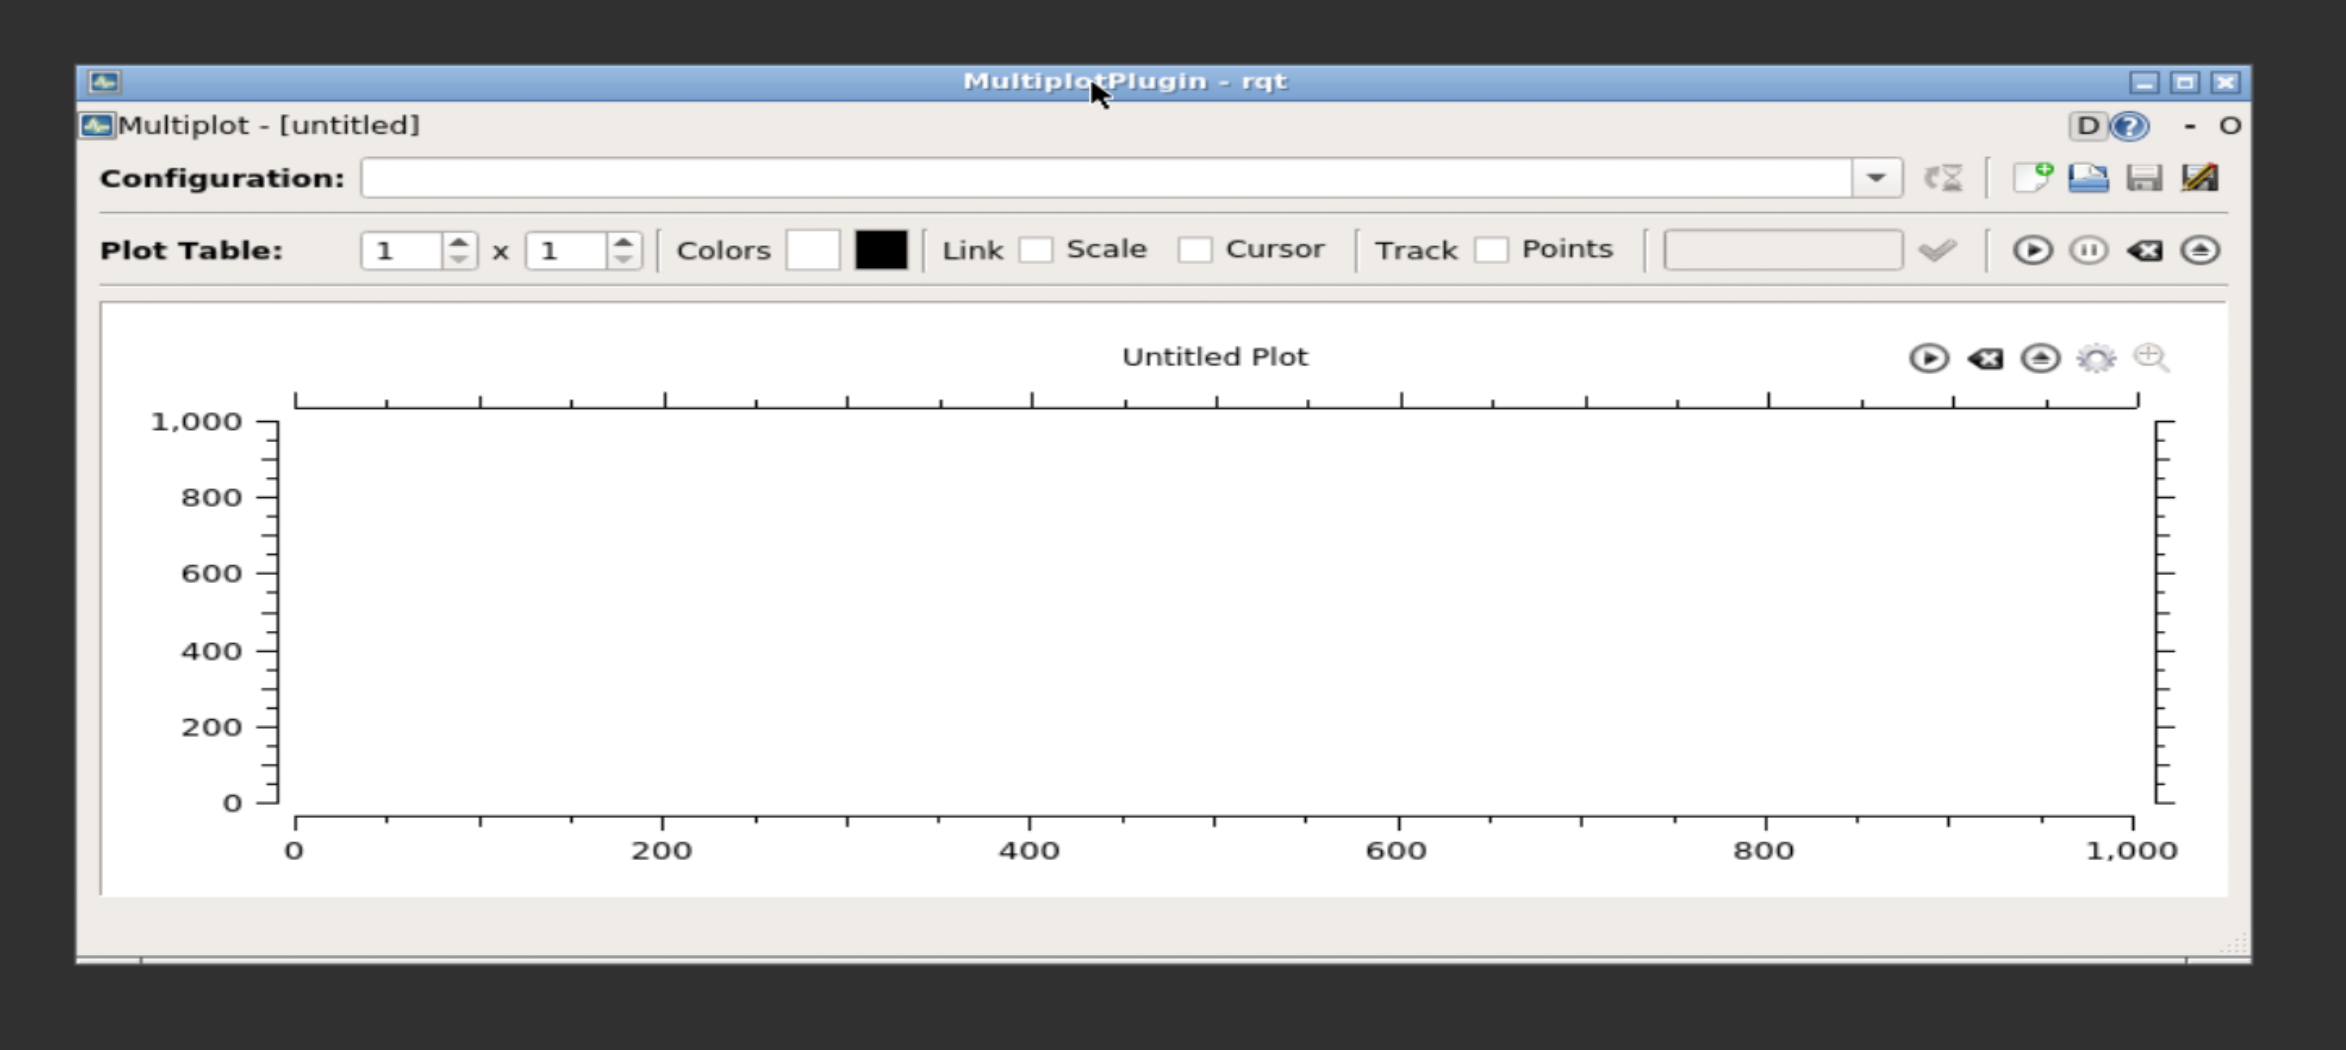 MultiplotPlugin - rqt
Multiplot - [untitled] D ? - O
Configuration:
Plot Table: 1 x 1 Colors Link Scale Cursor Track Points
Untitled Plot
1,000
800
600
400
200
0
0 200 400 600 800 1,000